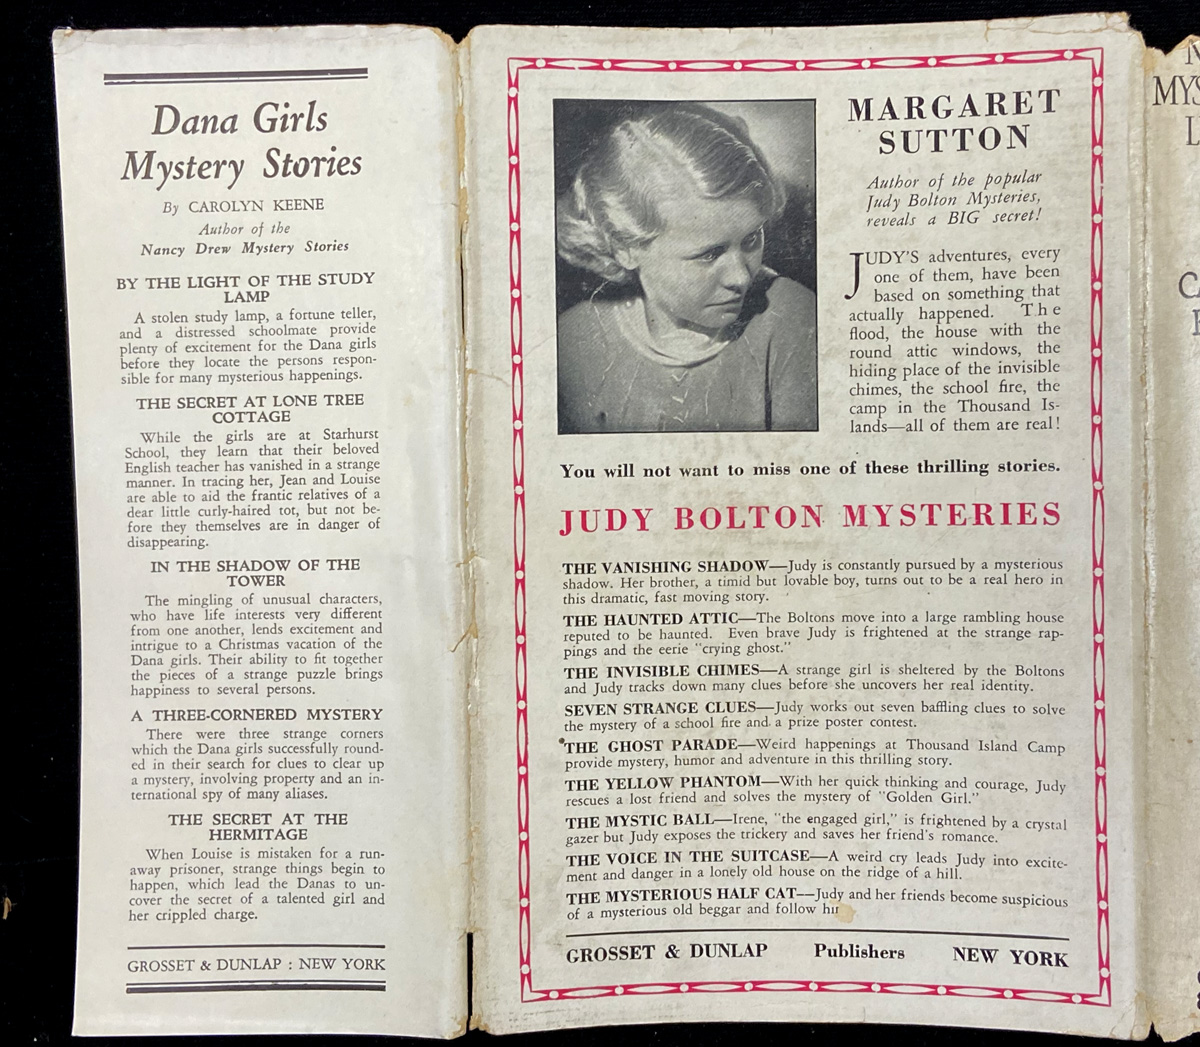 Dana Girls
Mystery Stories
By CAROLYN KEENE
Author of the
Nancy Drew Mystery Stories
BY THE LIGHT OF THE STUDY
LAMP
A stolen study lamp, a fortune teller,
and a distressed schoolmate provide
plenty of excitement for the Dana girls
before they locate the persons respon-
sible for many mysterious happenings.
THE SECRET AT LONE TREE
COTTAGE
While the girls are at Starhurst
School, they learn that their beloved
English teacher has vanished in a strange
manner. In tracing her, Jean and Louise
are able to aid the frantic relatives of a
dear little curly-haired tot, but not be-
fore they themselves are in danger of
disappearing.
IN THE SHADOW OF THE
TOWER
The mingling of unusual characters,
who have life interests very different
from one another, lends excitement and
intrigue to a Christmas vacation of the
Dana girls. Their ability to fit together
the pieces of a strange puzzle brings
happiness to several persons.
A THREE-CORNERED MYSTERY
There were three strange corners
which the Dana girls successfully round-
ed in their search for clues to clear up
a mystery, involving property and an in-
ternational spy of many aliases.
THE SECRET AT THE
HERMITAGE
When Louise is mistaken for a run-
away prisoner, strange things begin to
happen, which lead the Danas to un-
cover the secret of a talented girl and
her crippled charge.
GROSSET & DUNLAP : NEW YORK
MARGARET
SUTTON
Author of the popular
Judy Bolton Mysteries,
reveals a BIG secret!
JUDY'S adventures, every
one of them, have been
based on something that
actually happened. The
flood, the house with the
round attic windows, the
hiding place of the invisible
chimes, the school fire, the
camp in the Thousand Is-
lands—all of them are real!
You will not want to miss one of these thrilling stories.
JUDY BOLTON MYSTERIES
THE VANISHING SHADOW—Judy is constantly pursued by a mysterious
shadow. Her brother, a timid but lovable boy, turns out to be a real hero in
this dramatic, fast moving story.
THE HAUNTED ATTIC—The Boltons move into a large rambling house
reputed to be haunted. Even brave Judy is frightened at the strange rap-
pings and the eerie "crying ghost."
THE INVISIBLE CHIMES—A strange girl is sheltered by the Boltons
and Judy tracks down many clues before she uncovers her real identity.
SEVEN STRANGE CLUES—Judy works out seven baffling clues to solve
the mystery of a school fire and a prize poster contest.
THE GHOST PARADE—Weird happenings at Thousand Island Camp
provide mystery, humor and adventure in this thrilling story.
THE YELLOW PHANTOM—With her quick thinking and courage, Judy
rescues a lost friend and solves the mystery of "Golden Girl."
THE MYSTIC BALL—Irene, "the engaged girl," is frightened by a crystal
gazer but Judy exposes the trickery and saves her friend's romance.
THE VOICE IN THE SUITCASE—A weird cry leads Judy into excite-
ment and danger in a lonely old house on the ridge of a hill.
THE MYSTERIOUS HALF CAT—Judy and her friends become suspicious
of a mysterious old beggar and follow
GROSSET & DUNLAP Publishers NEW YORK